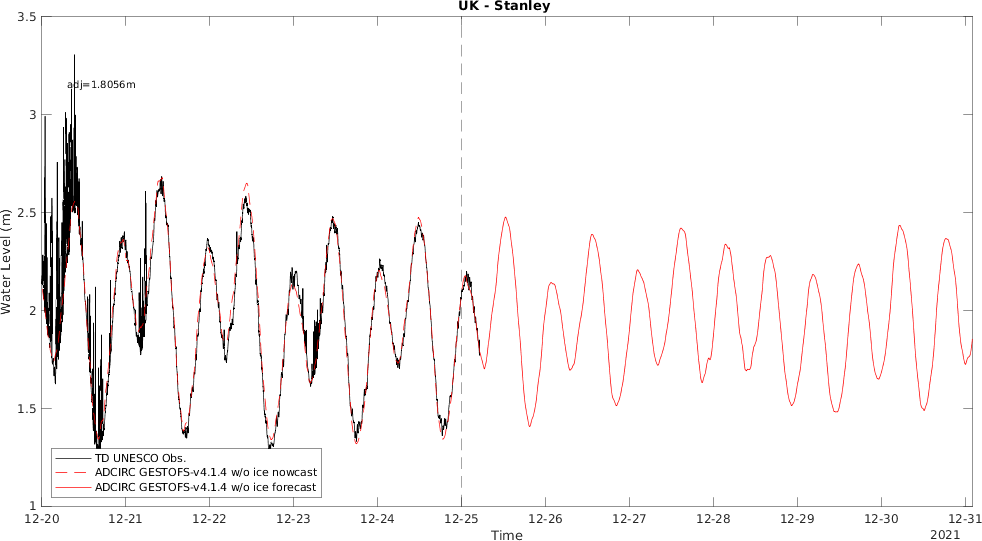 UK - Stanley
3.5
adj=1.8056m
3
2.5
Water Level (m)
2
1.5
TD UNESCO Obs.
ADCIRC GESTOFS-v4.1.4 w/o ice nowcast
ADCIRC GESTOFS-v4.1.4 w/o ice forecast
1
12-20 12-21 12-22 12-23 12-24 12-25 12-26 12-27 12-28 12-29 12-30 12-31
Time
2021